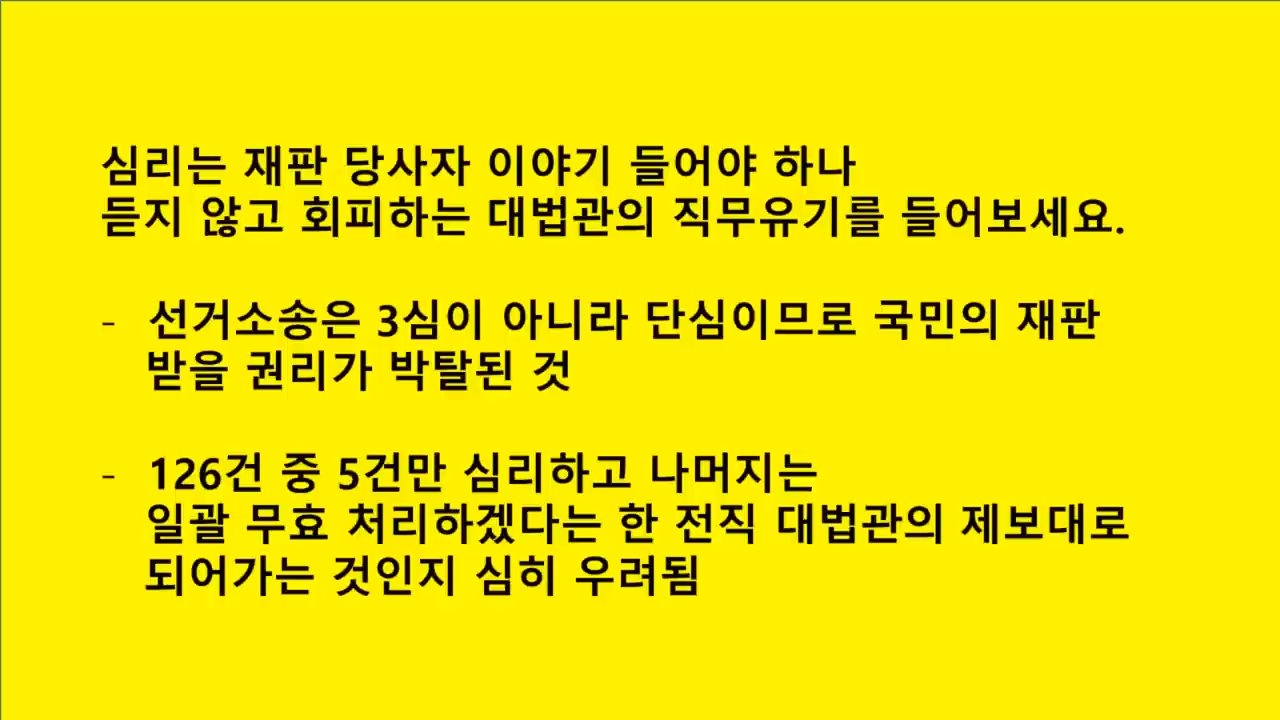 심리는 재판 당사자 이야기 들어야 하나
듣지 않고 회피하는 대법관의 직무유기를 들어보세요.
- 선거소송은 3심이 아니라 단심이므로 국민의 재판
받을 권리가 박탈된 것
- 126건 중 5건만 심리하고 나머지는
일괄 무효 처리하겠다는 한 전직 대법관의 제보대로
되어가는 것인지 심히 우려됨